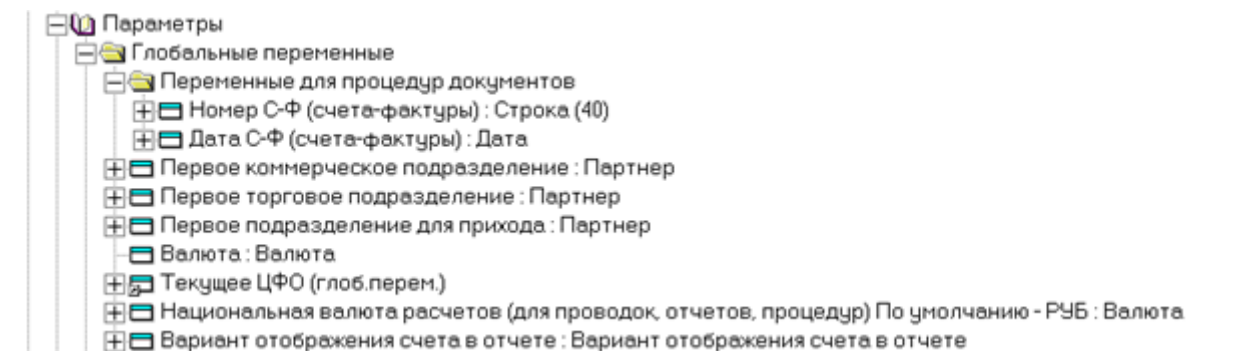 Параметры
Глобальные переменные
Переменные для процедур документов
Номер С-Ф (счета-фактуры) : Строка (40)
Дата С-Ф (счета-фактуры) : Дата
Первое коммерческое подразделение : Партнер
Первое торговое подразделение : Партнер
Первое подразделение для прихода : Партнер
Валюта : Валюта
Текущее ЦФО (глоб.перем.)
Национальная валюта расчетов (для проводок, отчетов, процедур) По умолчанию - РУБ : Валюта
Вариант отображения счета в отчете : Вариант отображения счета в отчете